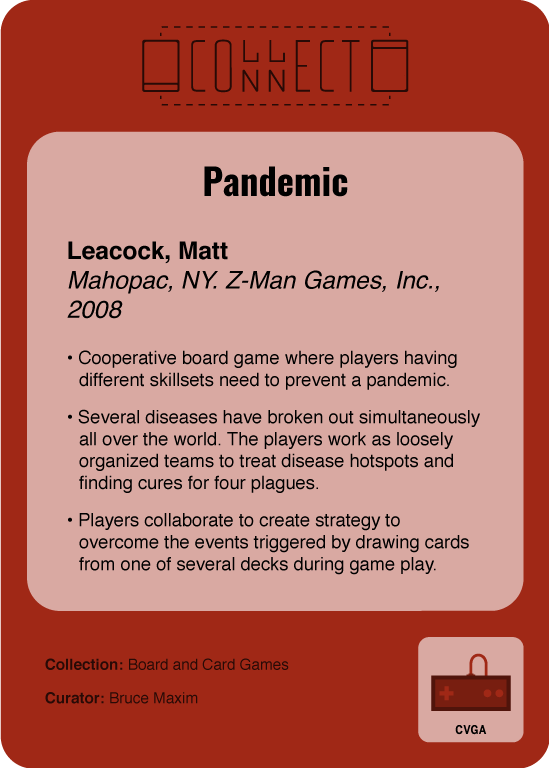 COLLECT
CONNECT
Pandemic
Leacock, Matt
Mahopac, NY. Z-Man Games, Inc.,
2008
• Cooperative board game where players having
different skillsets need to prevent a pandemic.
• Several diseases have broken out simultaneously
all over the world. The players work as loosely
organized teams to treat disease hotspots and
finding cures for four plagues.
• Players collaborate to create strategy to
overcome the events triggered by drawing cards
from one of several decks during game play.
Collection: Board and Card Games
Curator: Bruce Maxim
CVGA